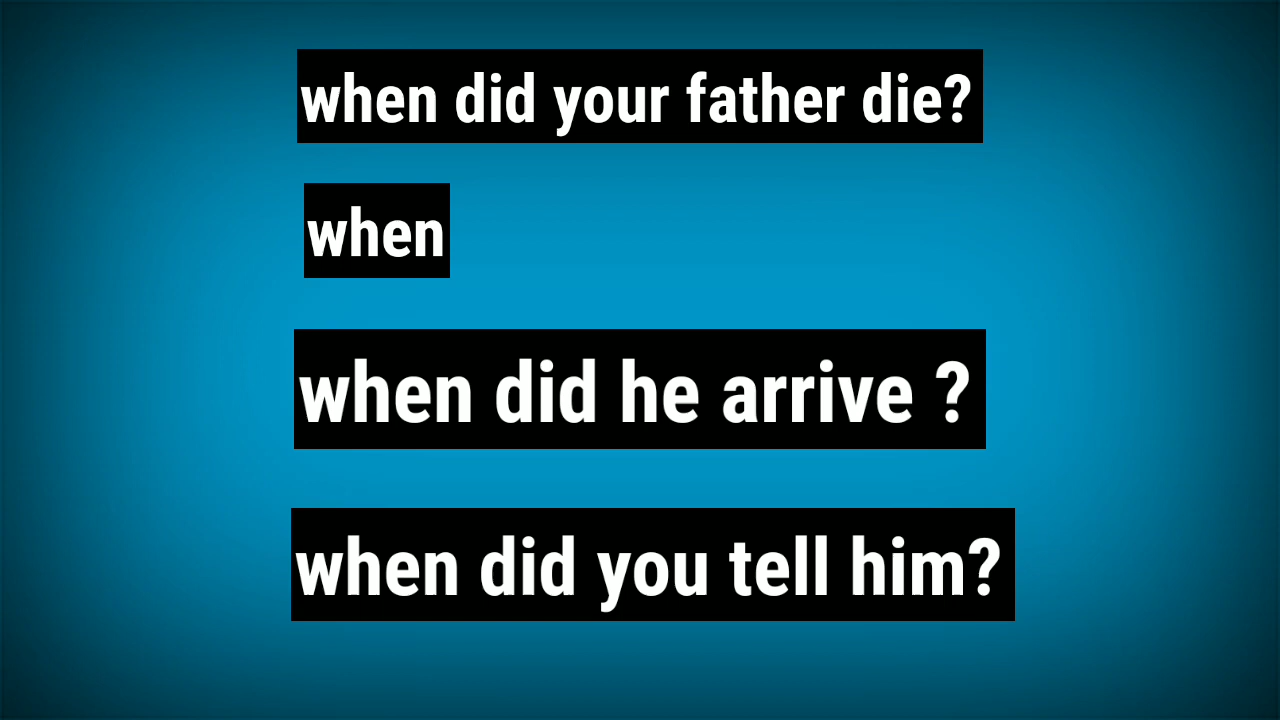 when did your father die?
when
when did he arrive ?
when did you tell him?